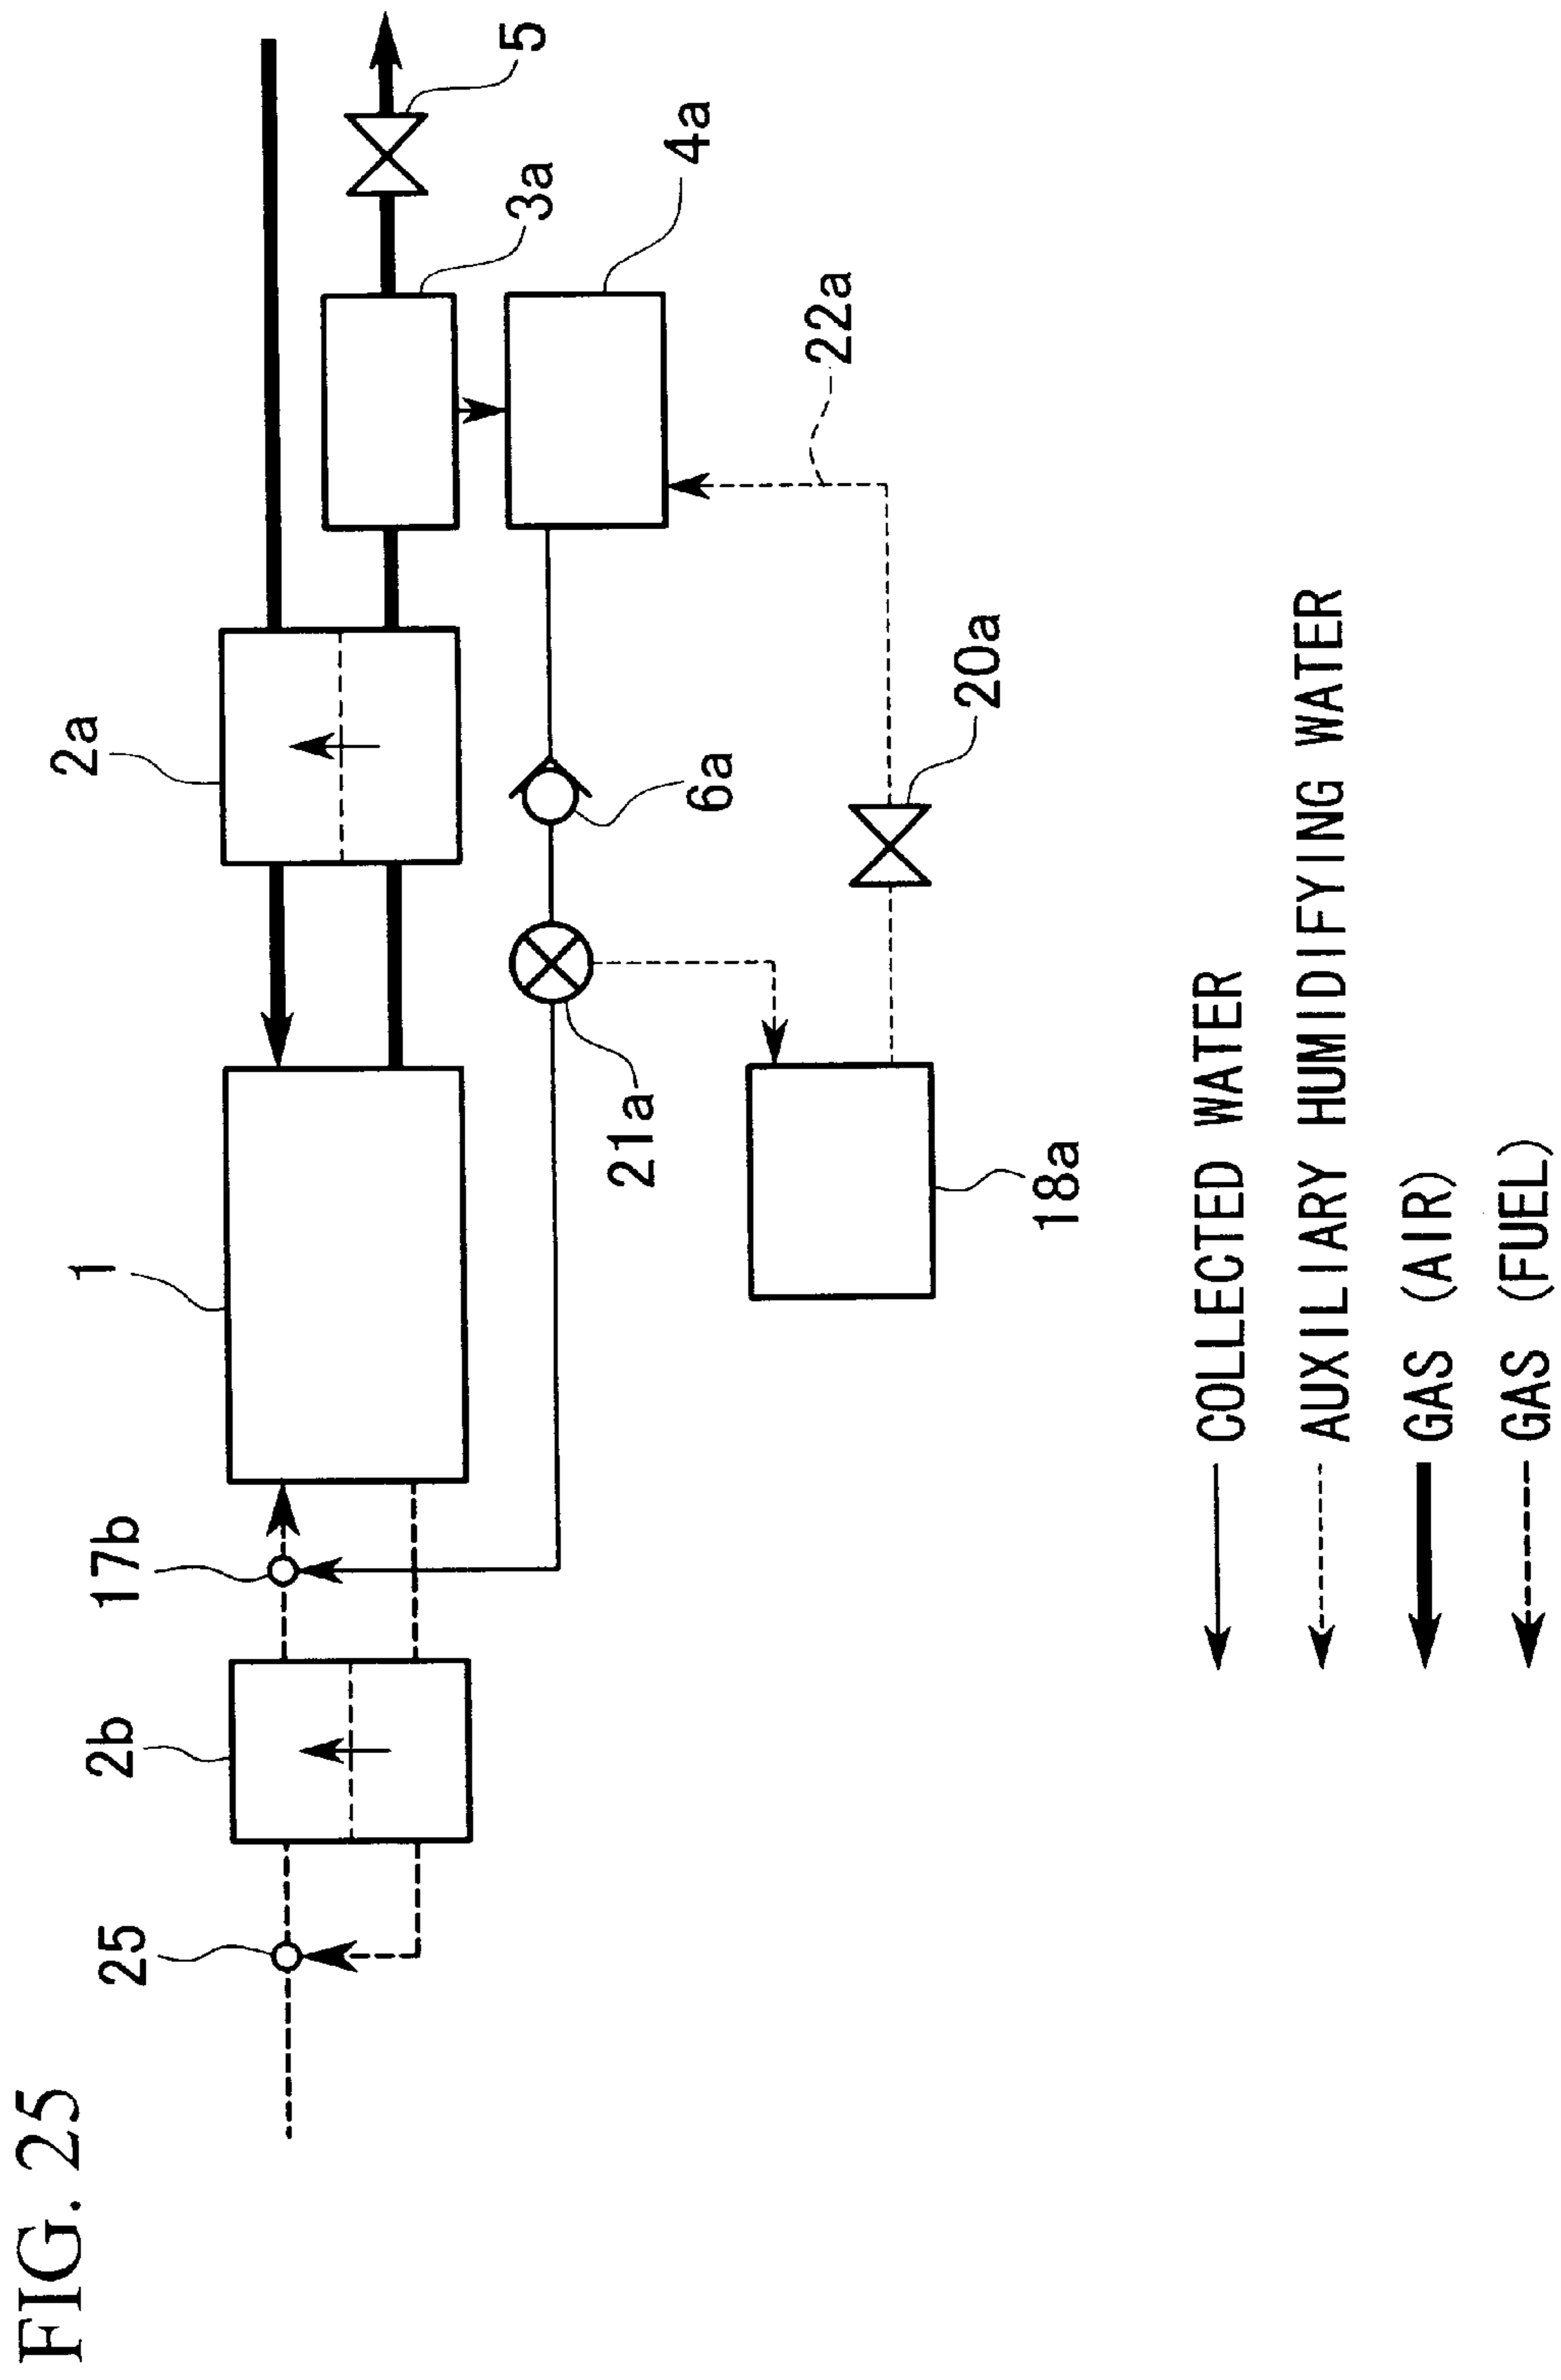 FIG. 25
25
2b
17b
1
2a
5
3a
4a
6a
21a
22a
20a
18a
COLLECTED WATER
AUXILIARY HUMIDIFYING WATER
GAS (AIR)
GAS (FUEL)